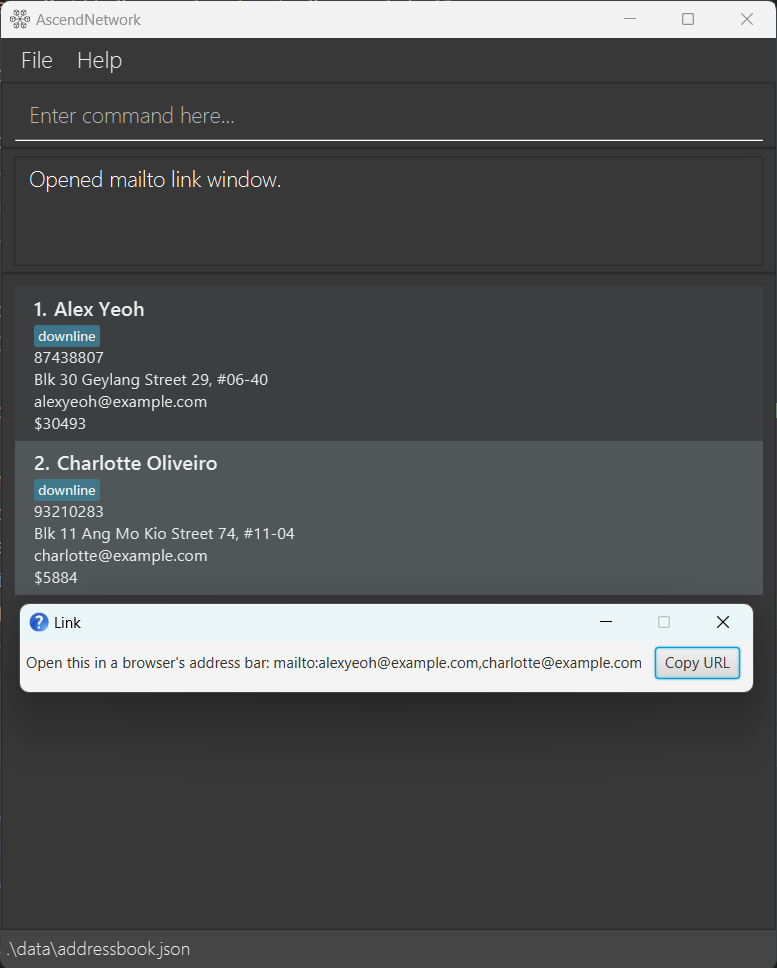 AscendNetwork
File Help
Enter command here...
Opened mailto link window.
1. Alex Yeoh
downline
87438807
Blk 30 Geylang Street 29, #06-40
alexyeoh@example.com
$30493
2. Charlotte Oliveiro
downline
93210283
Blk 11 Ang Mo Kio Street 74, #11-04
charlotte@example.com
$5884
Link
Open this in a browser's address bar: mailto:alexyeoh@example.com,charlotte@example.com Copy URL
.\data\addressbook.json